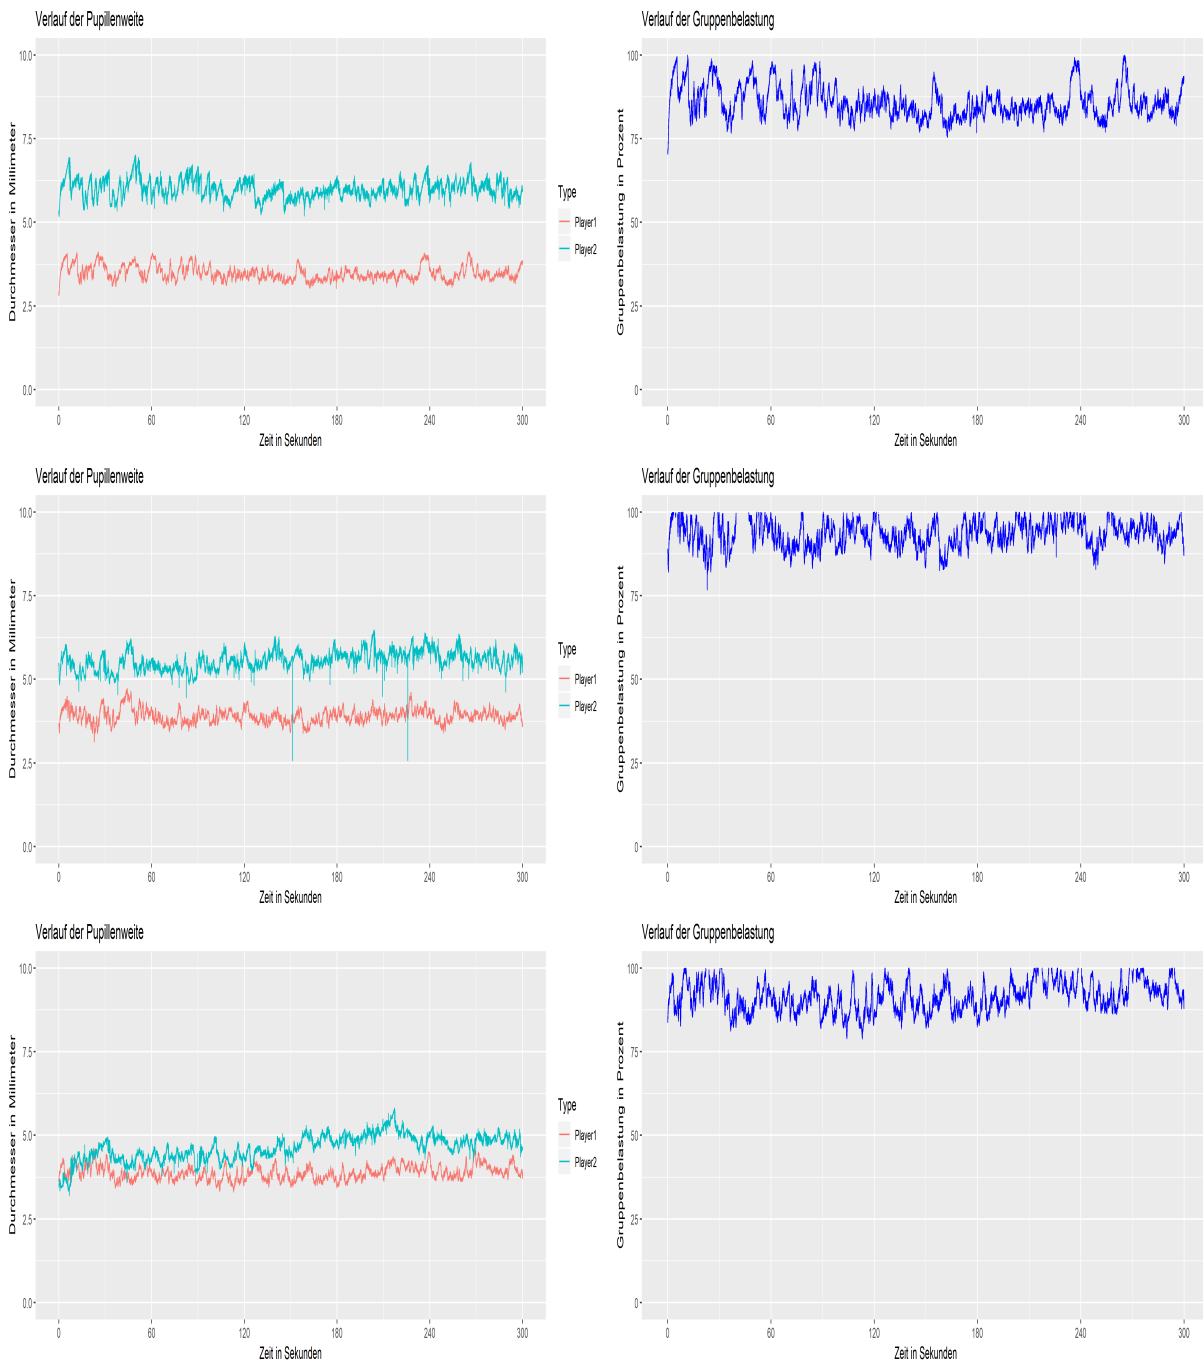 Verlauf der Pupillenweite
Durchmesser in Millimeter
10.0
7.5
5.0
2.5
0.0
0 60 120 180 240 300
Zeit in Sekunden
Type
Player1
Player2
Verlauf der Gruppenbelastung
Gruppenbelastung in Prozent
100
75
50
25
0
0 60 120 180 240 300
Zeit in Sekunden
Verlauf der Pupillenweite
Durchmesser in Millimeter
10.0
7.5
5.0
2.5
0.0
0 60 120 180 240 300
Zeit in Sekunden
Type
Player1
Player2
Verlauf der Gruppenbelastung
Gruppenbelastung in Prozent
100
75
50
25
0
0 60 120 180 240 300
Zeit in Sekunden
Verlauf der Pupillenweite
Durchmesser in Millimeter
10.0
7.5
5.0
2.5
0.0
0 60 120 180 240 300
Zeit in Sekunden
Type
Player1
Player2
Verlauf der Gruppenbelastung
Gruppenbelastung in Prozent
100
75
50
25
0
0 60 120 180 240 300
Zeit in Sekunden